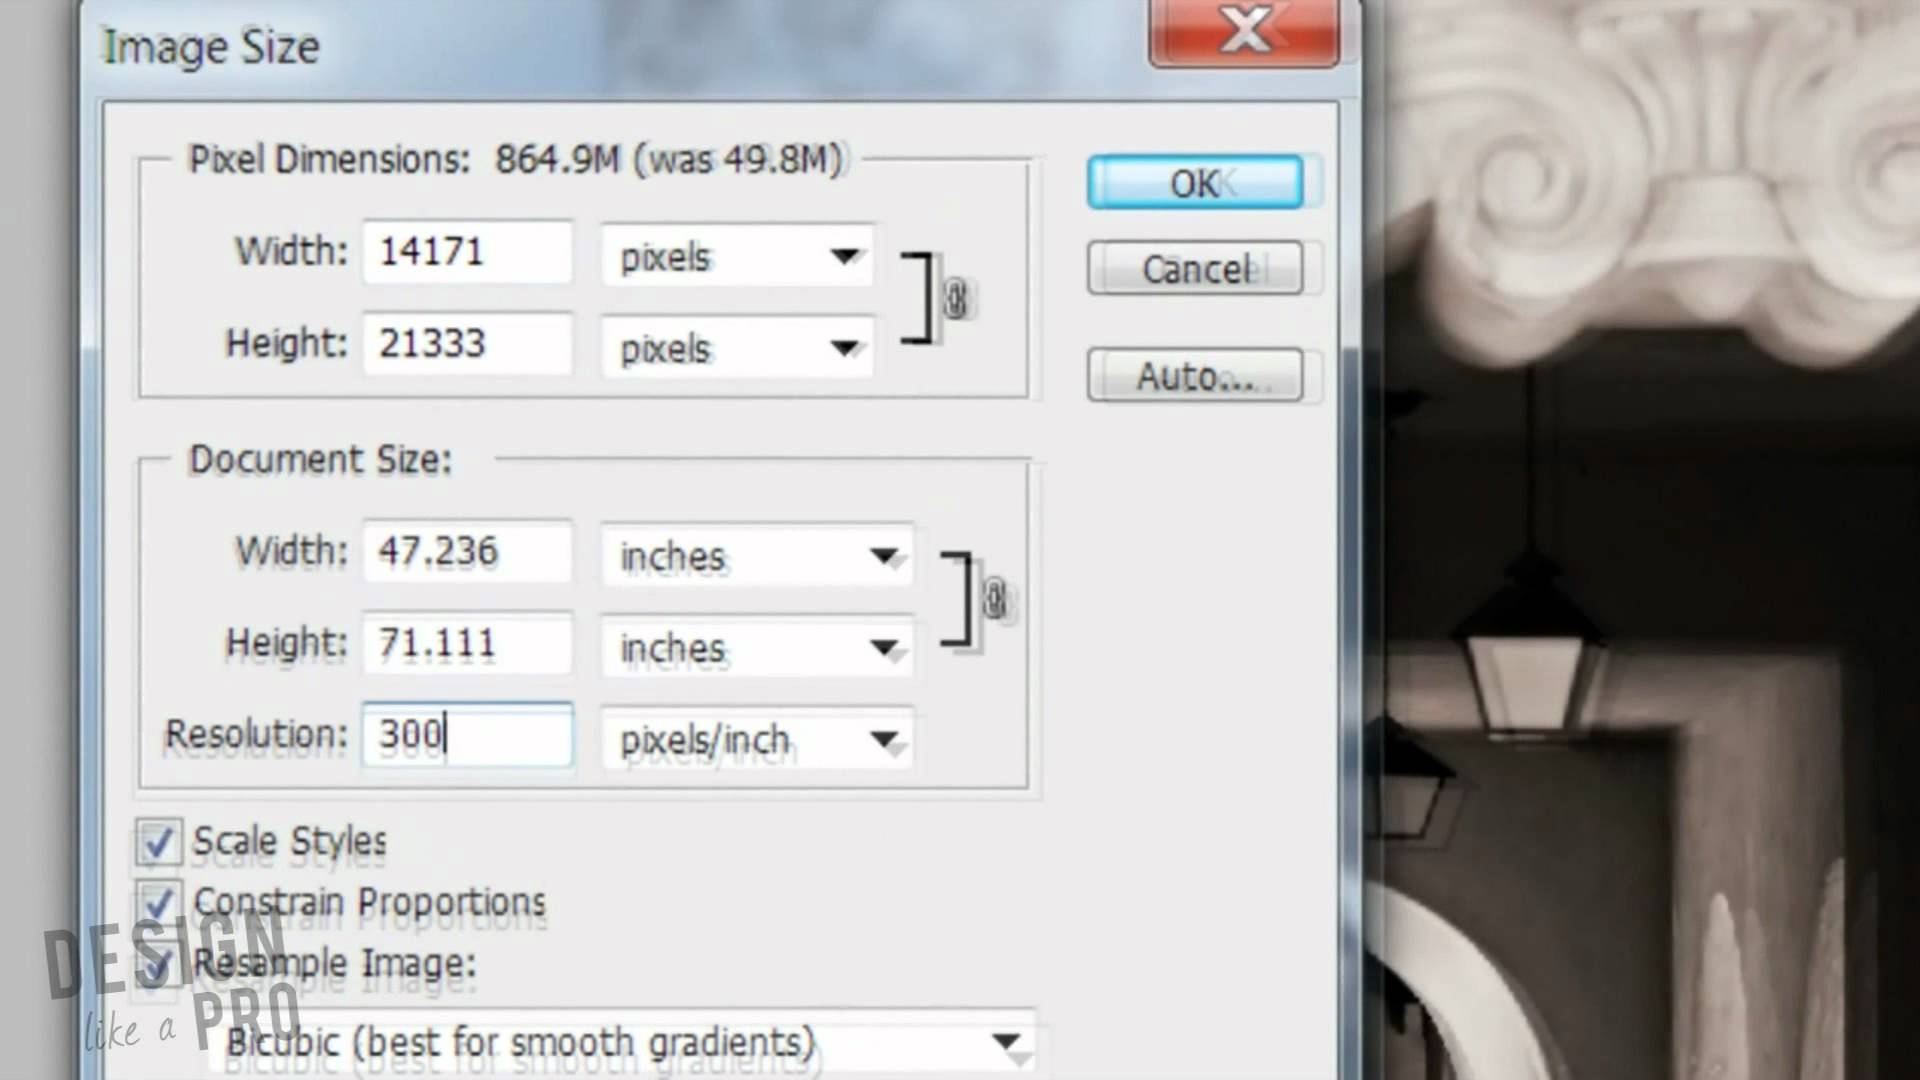 Image Size
Pixel Dimensions: 864.9M (was 49.8M)
Width: 14171 pixels
Height: 21333 pixels
OK
Cancel
Auto...
Document Size:
Width: 47.236 inches
Height: 71.111 inches
Resolution: 300 pixels/inch
Scale Styles
Constrain Proportions
Resample Image:
Bicubic (best for smooth gradients)
DESIGN
like a PRO